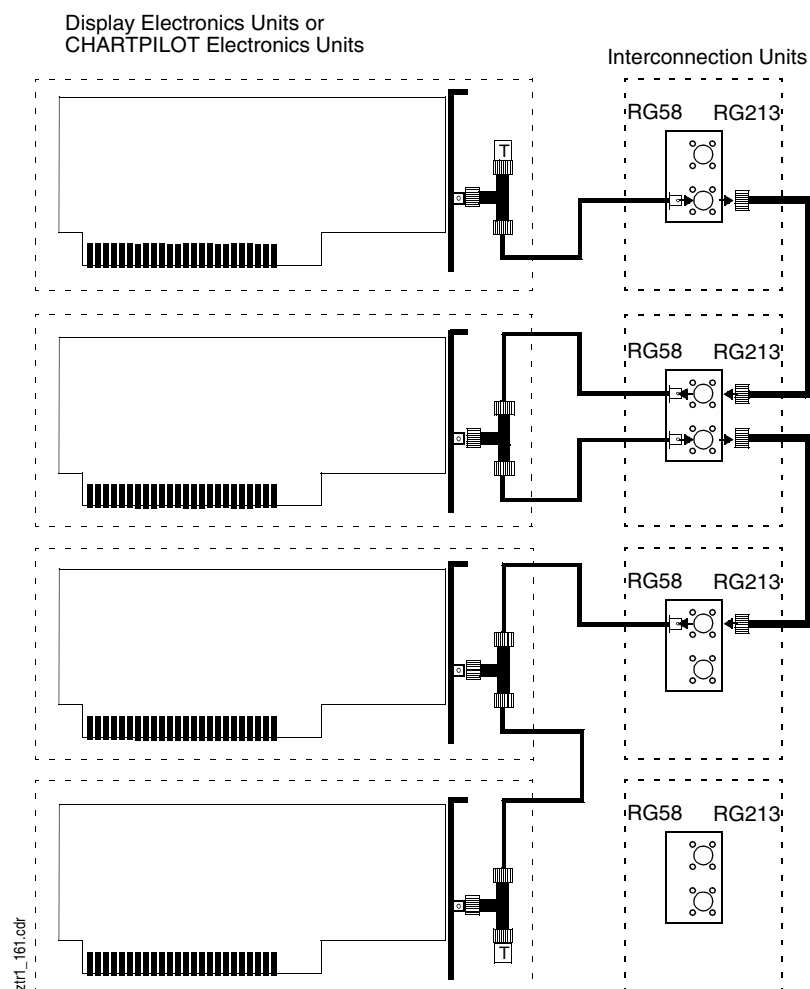 Display Electronics Units or
CHARTPILOT Electronics Units
Interconnection Units
RG58 RG213
T
RG58 RG213
RG58 RG213
RG58 RG213
T
ztr1_161.cdr